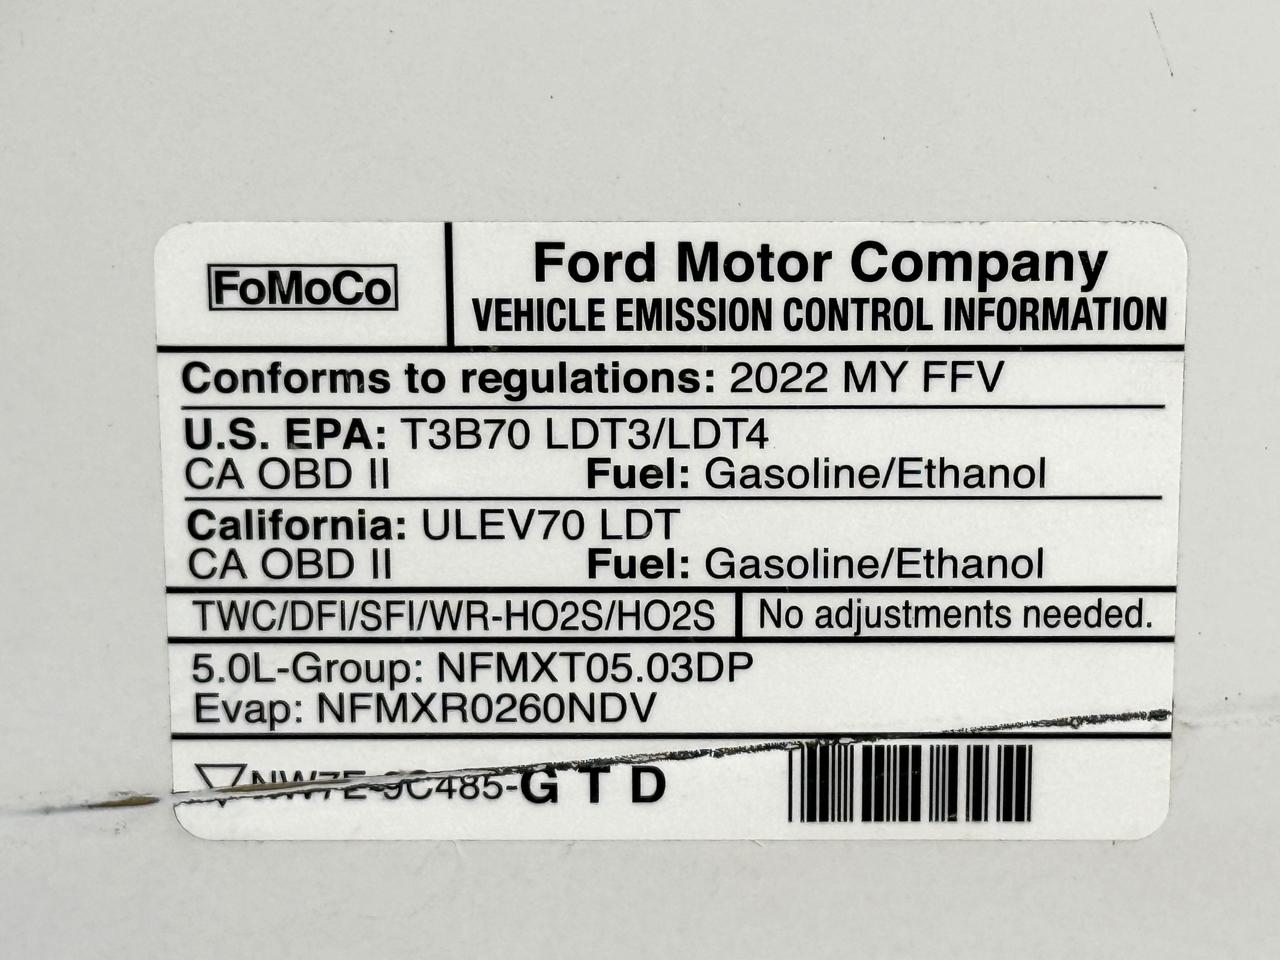 FoMoCo
Ford Motor Company
VEHICLE EMISSION CONTROL INFORMATION
Conforms to regulations: 2022 MY FFV
U.S. EPA: T3B70 LDT3/LDT4
CA OBD II Fuel: Gasoline/Ethanol
California: ULEV70 LDT
CA OBD II Fuel: Gasoline/Ethanol
TWC/DFI/SFI/WR-HO2S/HO2S No adjustments needed.
5.0L-Group: NFMXT05.03DP
Evap: NFMXR0260NDV
NW7E-9C485-G T D